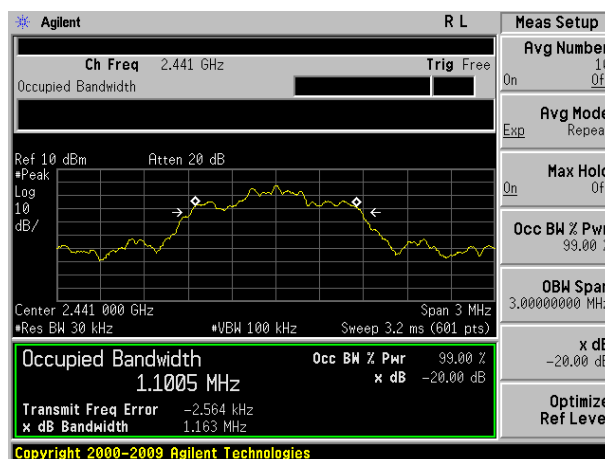 Agilent R L Meas Setup
Ch Freq 2.441 GHz Trig Free
Occupied Bandwidth
Avg Number
On
Avg Mode
Exp Repea
Max Hold
On Of
Occ BW % Pwr
99.00 %
OBW Span
3.00000000 MHz
x dB
-20.00 dB
Optimize
Ref Level
Ref 10 dBm Atten 20 dB
#Peak
Log
10
dB/
Center 2.441 000 GHz Span 3 MHz
#Res BW 30 kHz #VBW 100 kHz Sweep 3.2 ms (601 pts)
Occupied Bandwidth Occ BW % Pwr 99.00 %
1.1005 MHz x dB -20.00 dB
Transmit Freq Error -2.564 kHz
x dB Bandwidth 1.163 MHz
Copyright 2000-2009 Agilent Technologies